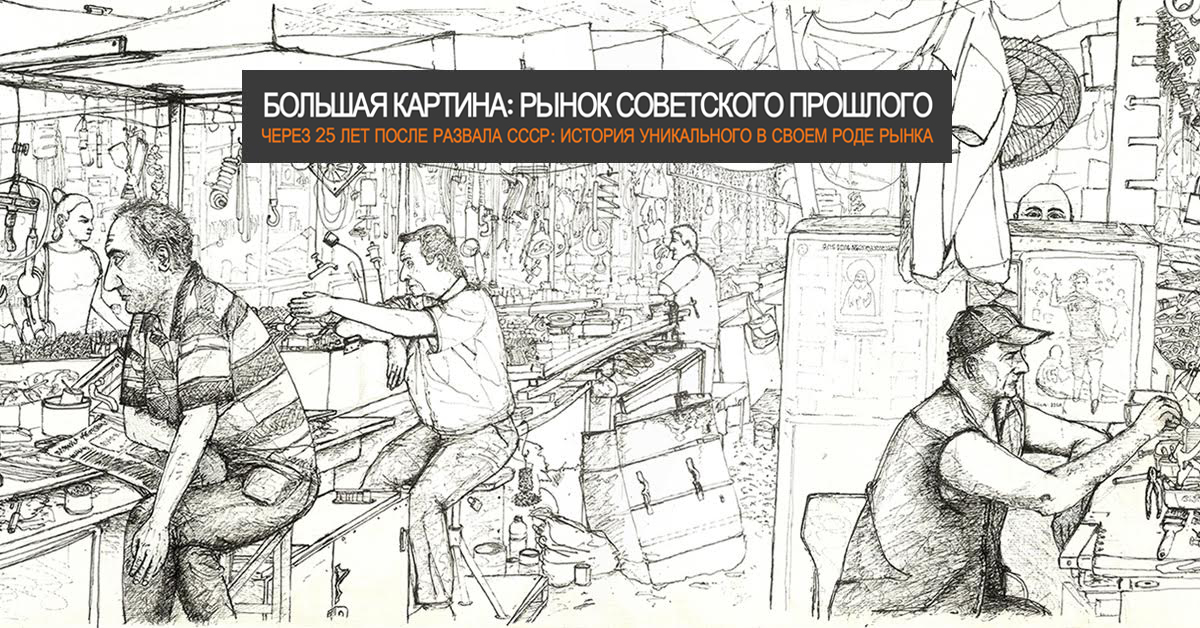 БОЛЬШАЯ КАРТИНА: РЫНОК СОВЕТСКОГО ПРОШЛОГО
ЧЕРЕЗ 25 ЛЕТ ПОСЛЕ РАЗВАЛА СССР: ИСТОРИЯ УНИКАЛЬНОГО В СВОЕМ РОДЕ РЫНКА